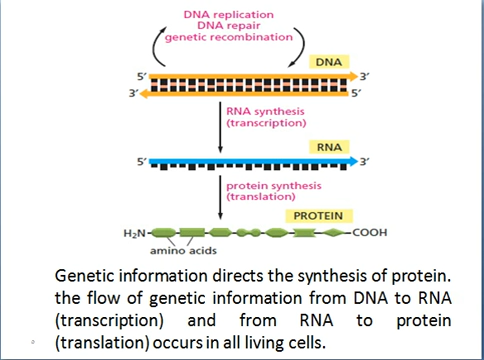 DNA replication
DNA repair
genetic recombination
DNA
5′ 3′
3′ 5′
RNA synthesis
(transcription)
RNA
5′ 3′
protein synthesis
(translation)
PROTEIN
H₂N COOH
amino acids
Genetic information directs the synthesis of protein.
the flow of genetic information from DNA to RNA
(transcription) and from RNA to protein
(translation) occurs in all living cells.